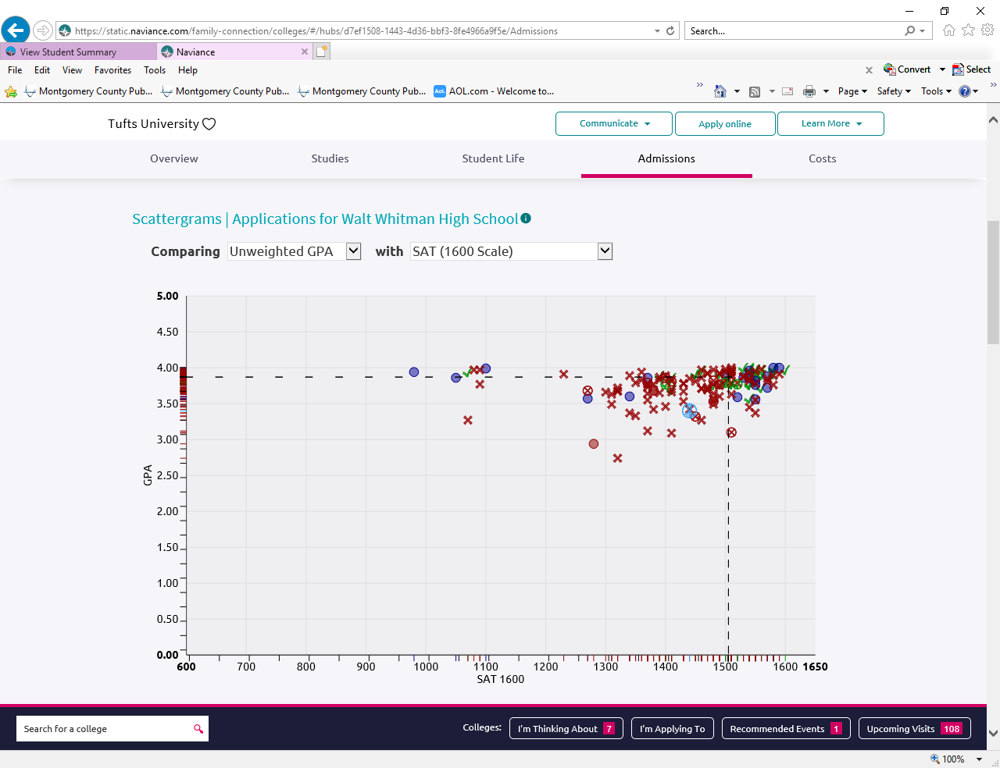 https://static.naviance.com/family-connection/colleges/#/hubs/d7ef1508-1443-4d36-bbf3-8fe4966a9f5e/Admissions
Search...
View Student Summary
Naviance
File Edit View Favorites Tools Help
Convert Select
Montgomery County Pub... Montgomery County Pub... Montgomery County Pub... Aol. AOL.com - Welcome to...
Page Safety Tools
Tufts University
Communicate Apply online Learn More
Overview Studies Student Life Admissions Costs
Scattergrams | Applications for Walt Whitman High School
Comparing Unweighted GPA with SAT (1600 Scale)
5.00
4.50
4.00
3.50
3.00
2.50
2.00
1.50
1.00
0.50
0.00
GPA
600 700 800 900 1000 1100 1200 1300 1400 1500 1600 1650
SAT 1600
Search for a college
Colleges: I'm Thinking About 7 I'm Applying To Recommended Events 1 Upcoming Visits 108
100%